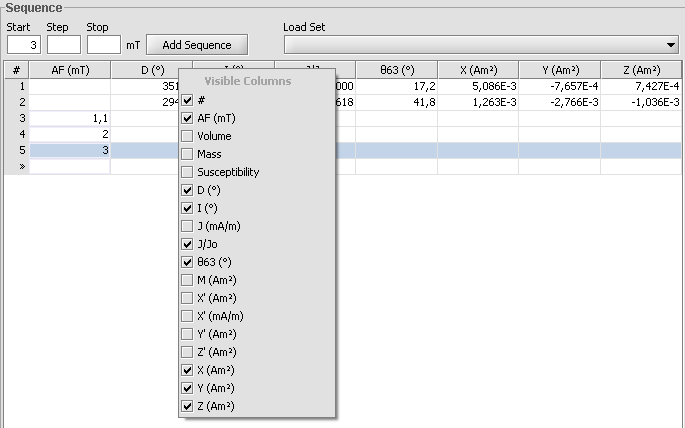 Sequence
Start Step Stop Load Set
3 mT Add Sequence
# AF (mT) D (°) θ63 (°) X (Am²) Y (Am²) Z (Am²)
1 351 000 17,2 5,086E-3 -7,657E-4 7,427E-4
2 294 618 41,8 1,263E-3 -2,766E-3 -1,036E-3
3 1,1
4 2
5 3
»
Visible Columns
#
AF (mT)
Volume
Mass
Susceptibility
D (°)
I (°)
J (mA/m)
J/Jo
θ63 (°)
M (Am²)
X' (Am²)
X' (mA/m)
Y' (Am²)
Z' (Am²)
X (Am²)
Y (Am²)
Z (Am²)